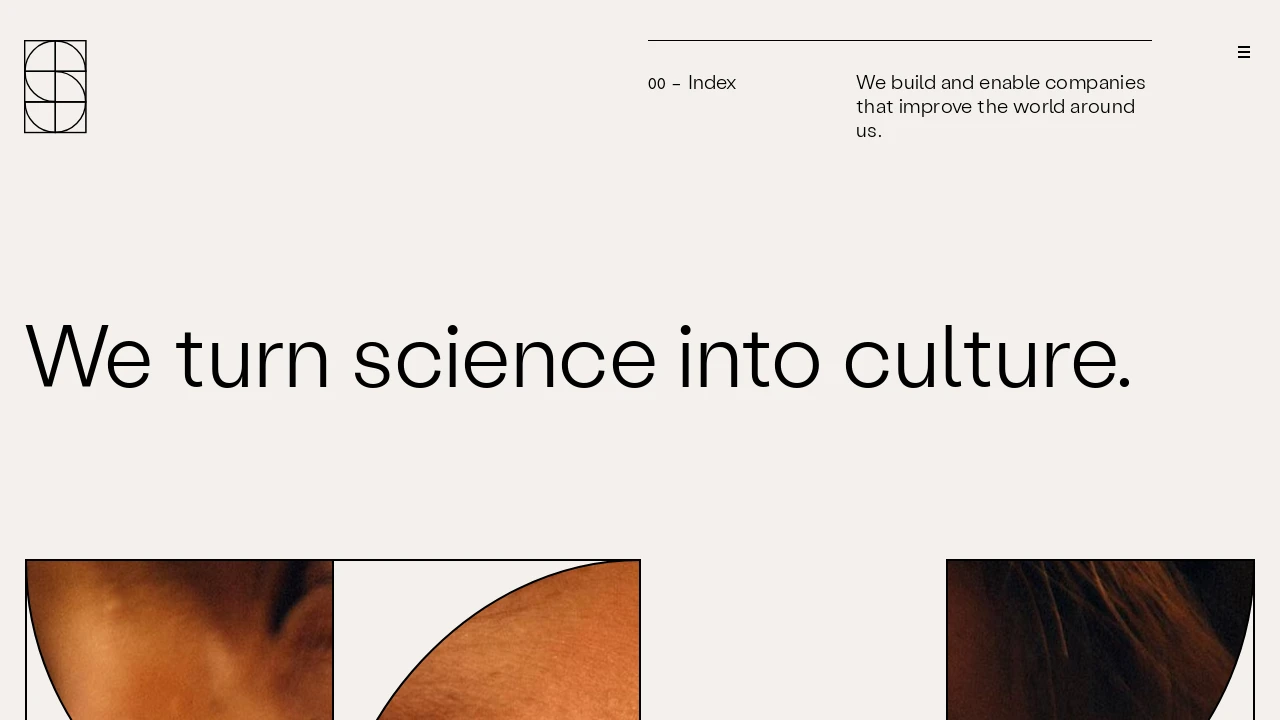 00 – Index
We build and enable companies
that improve the world around
us.
We turn science into culture.